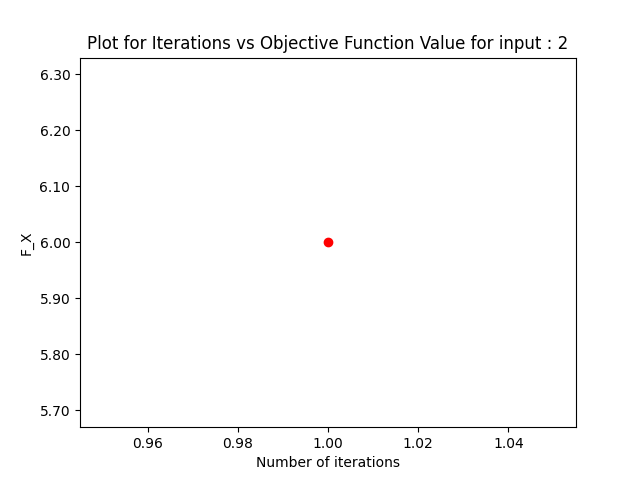 Plot for Iterations vs Objective Function Value for input : 2
6.30
6.20
6.10
6.00
5.90
5.80
5.70
F_X
0.96 0.98 1.00 1.02 1.04
Number of iterations